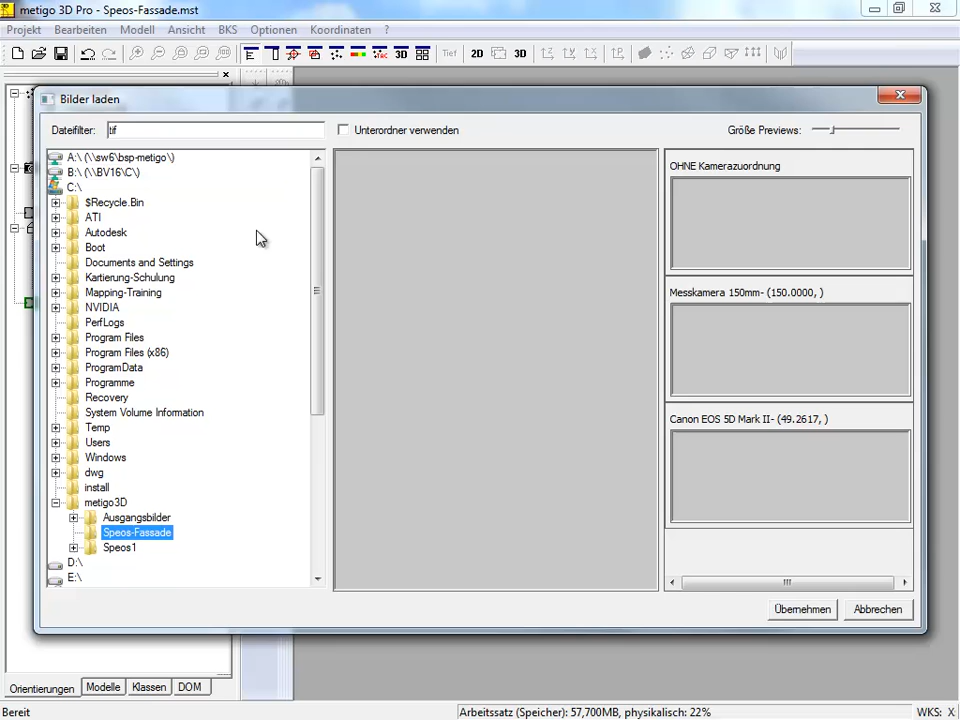 metigo 3D Pro - Speos-Fassade.mst
Projekt Bearbeiten Modell Ansicht BKS Optionen Koordinaten ?
3D Tief 2D 3D
Bilder laden
Dateifilter: tif
Unterordner verwenden
Größe Previews:
A:\ (\\sw6\bsp-metigo\)
B:\ (\\BV16\C\)
C:\
$Recycle.Bin
ATI
Autodesk
Boot
Documents and Settings
Kartierung-Schulung
Mapping-Training
NVIDIA
PerfLogs
Program Files
Program Files (x86)
ProgramData
Programme
Recovery
System Volume Information
Temp
Users
Windows
dwg
install
metigo3D
Ausgangsbilder
Speos-Fassade
Speos1
D:\
E:\
OHNE Kamerazuordnung
Messkamera 150mm- (150.0000, )
Canon EOS 5D Mark II- (49.2617, )
Übernehmen
Abbrechen
Orientierungen Modelle Klassen DOM
Bereit
Arbeitssatz (Speicher): 57,700MB, physikalisch: 22%
WKS: X